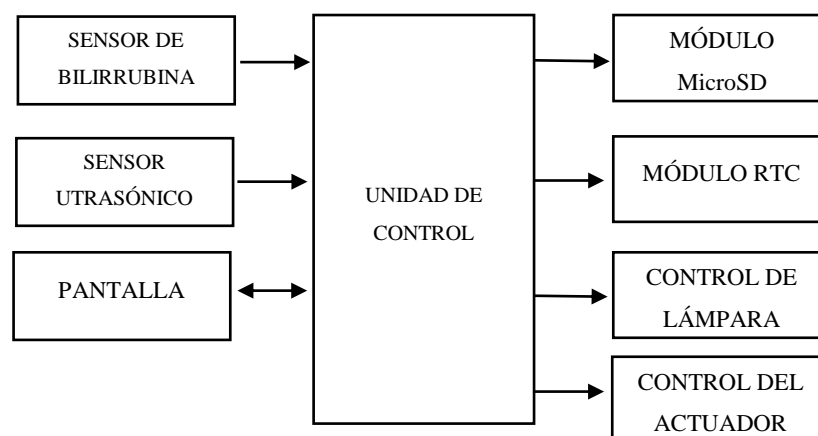 SENSOR DE
BILIRRUBINA
SENSOR
UTRASÓNICO
PANTALLA
UNIDAD DE
CONTROL
MÓDULO
MicroSD
MÓDULO RTC
CONTROL DE
LÁMPARA
CONTROL DEL
ACTUADOR